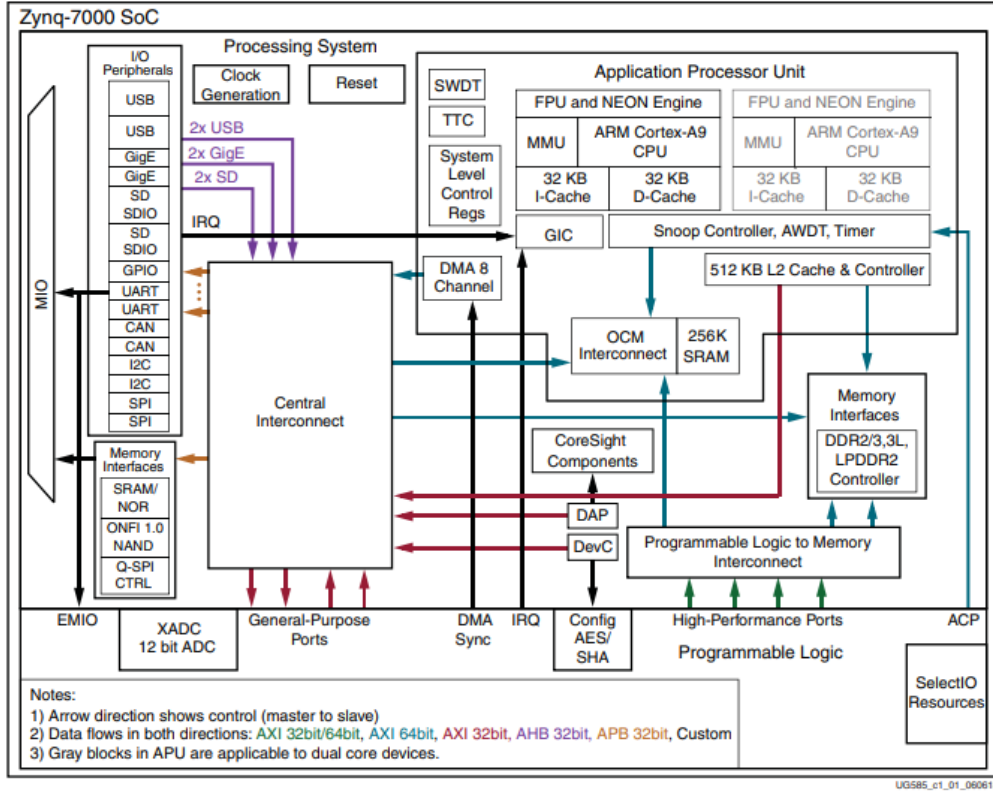 Zynq-7000 SoC
Processing System
I/O
Peripherals
USB
USB
GigE
GigE
SD
SDIO
SD
SDIO
GPIO
UART
UART
CAN
CAN
I2C
I2C
SPI
SPI
MIO
Clock
Generation
Reset
2x USB
2x GigE
2x SD
IRQ
Application Processor Unit
SWDT
TTC
System
Level
Control
Regs
FPU and NEON Engine
MMU
ARM Cortex-A9
CPU
32 KB
I-Cache
32 KB
D-Cache
FPU and NEON Engine
MMU
ARM Cortex-A9
CPU
32 KB
I-Cache
32 KB
D-Cache
GIC
Snoop Controller, AWDT, Timer
DMA 8
Channel
512 KB L2 Cache & Controller
OCM
Interconnect
256K
SRAM
Central
Interconnect
Memory
Interfaces
DDR2/3,3L,
LPDDR2
Controller
Memory
Interfaces
SRAM/
NOR
ONFI 1.0
NAND
Q-SPI
CTRL
CoreSight
Components
DAP
DevC
Programmable Logic to Memory
Interconnect
EMIO
XADC
12 bit ADC
General-Purpose
Ports
DMA
Sync
IRQ
Config
AES/
SHA
High-Performance Ports
ACP
Programmable Logic
SelectIO
Resources
Notes:
1) Arrow direction shows control (master to slave)
2) Data flows in both directions: AXI 32bit/64bit, AXI 64bit, AXI 32bit, AHB 32bit, APB 32bit, Custom
3) Gray blocks in APU are applicable to dual core devices.
UG585_c1_01_06061